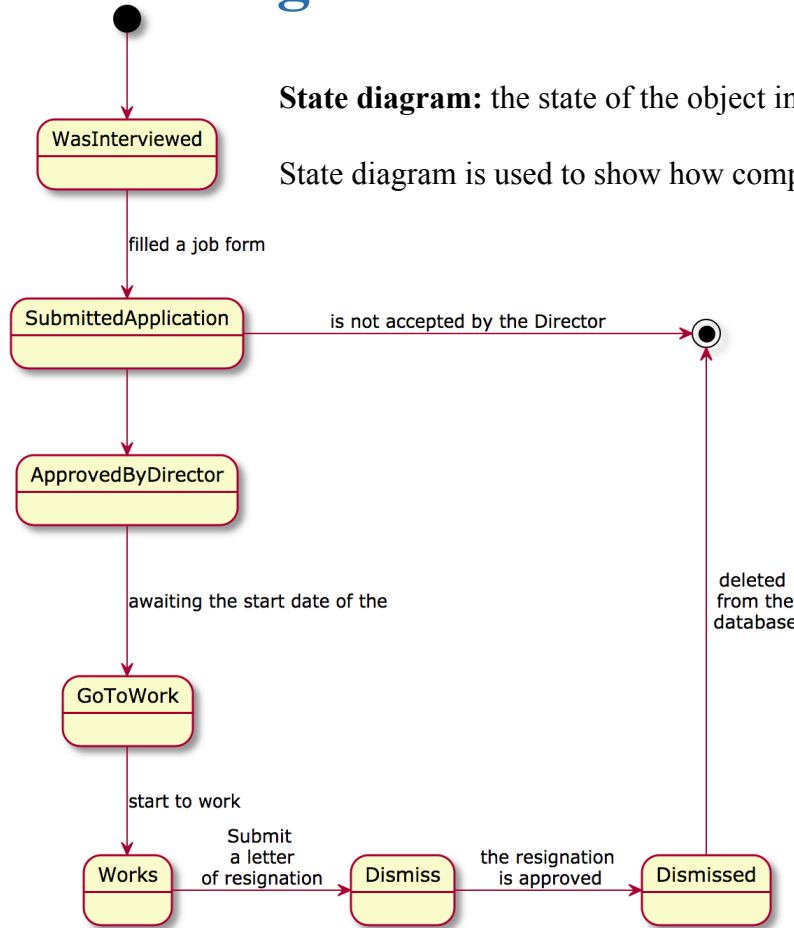 State diagram: the state of the object
State diagram is used to show how
WasInterviewed
filled a job form
SubmittedApplication
is not accepted by the Director
ApprovedByDirector
awaiting the start date of the
deleted
from the
database
GoToWork
start to work
Submit
a letter
of resignation
the resignation
is approved
Works
Dismiss
Dismissed